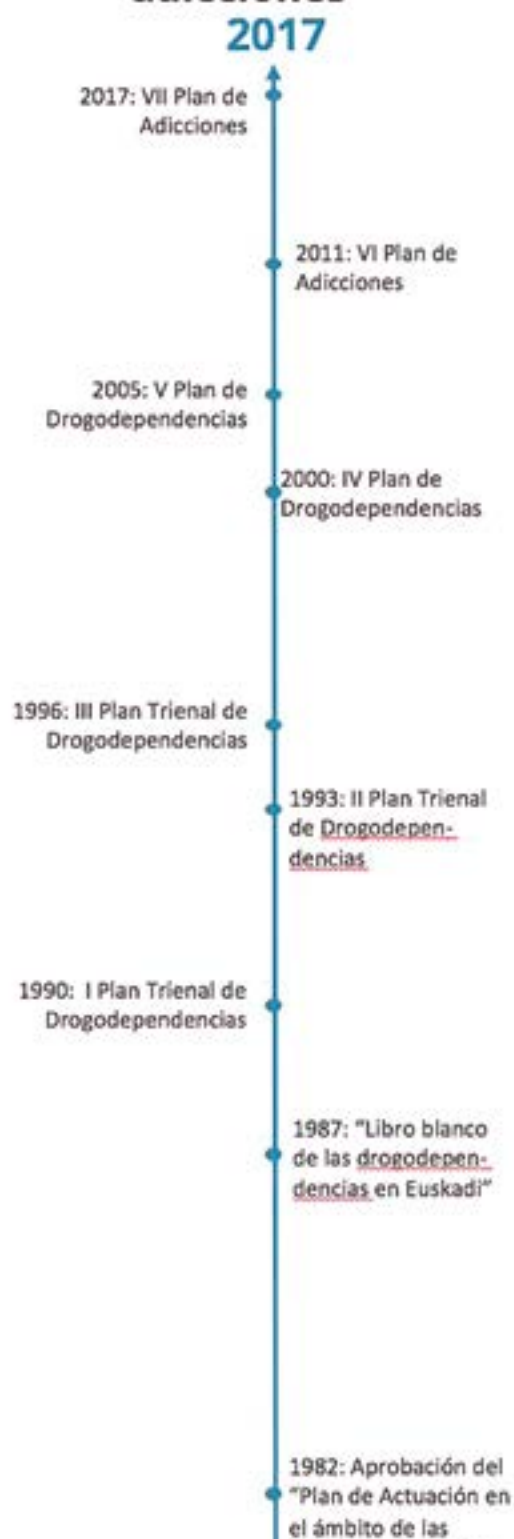 2017
2017: VII Plan de
Adicciones
2011: VI Plan de
Adicciones
2005: V Plan de
Drogodependencias
2000: IV Plan de
Drogodependencias
1996: III Plan Trienal de
Drogodependencias
1993: II Plan Trienal
de Drogodepen-
dencias
1990:  I Plan Trienal de
Drogodependencias
1987: "Libro blanco
de las drogodepen-
dencias en Euskadi"
1982: Aprobación del
"Plan de Actuación en
el ámbito de las